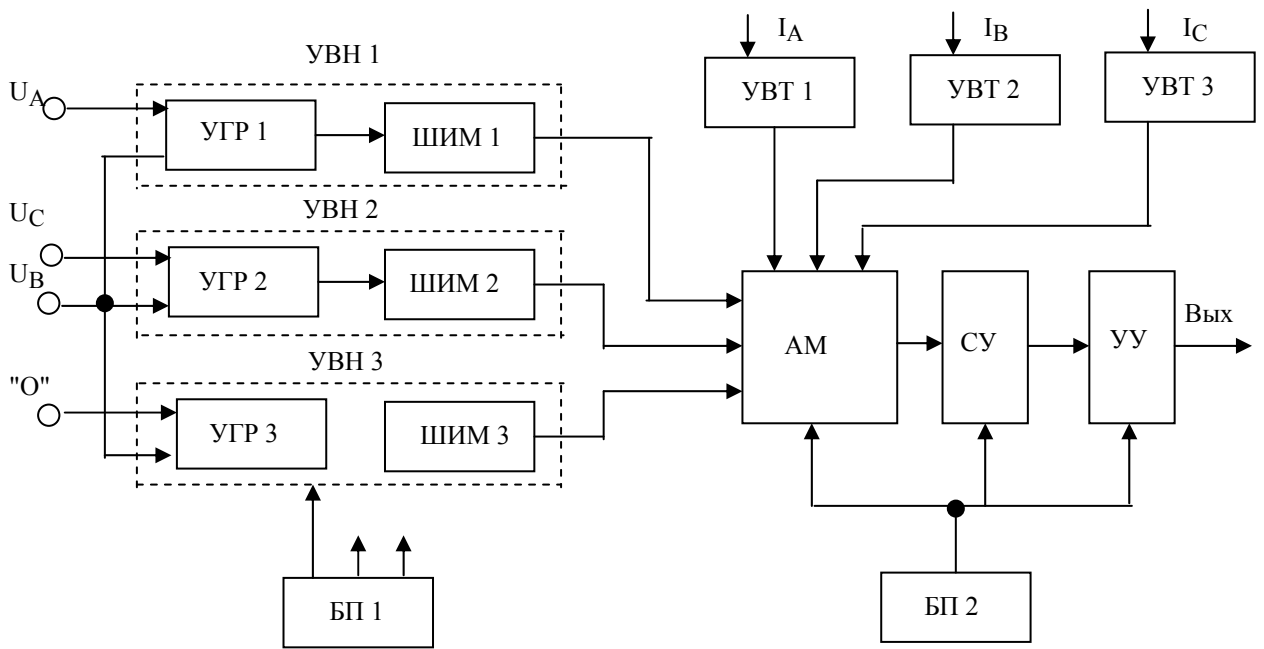 УВН 1
U_A
УГР 1
ШИМ 1
I_A
УВТ 1
I_B
УВТ 2
I_C
УВТ 3
U_C
УВН 2
U_B
УГР 2
ШИМ 2
УВН 3
"О"
УГР 3
ШИМ 3
АМ
СУ
УУ
Вых
БП 1
БП 2